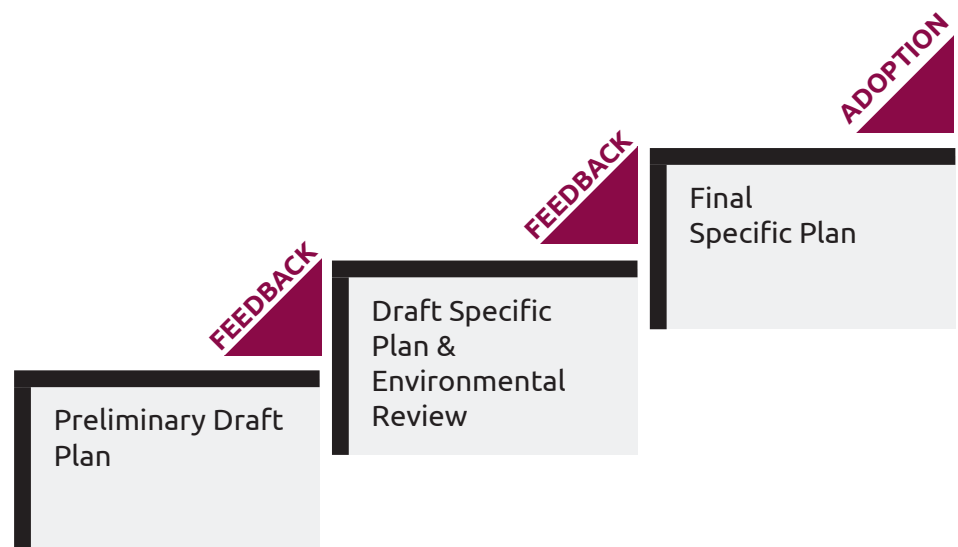 Preliminary Draft
Plan
FEEDBACK
Draft Specific
Plan &
Environmental
Review
FEEDBACK
Final
Specific Plan
ADOPTION